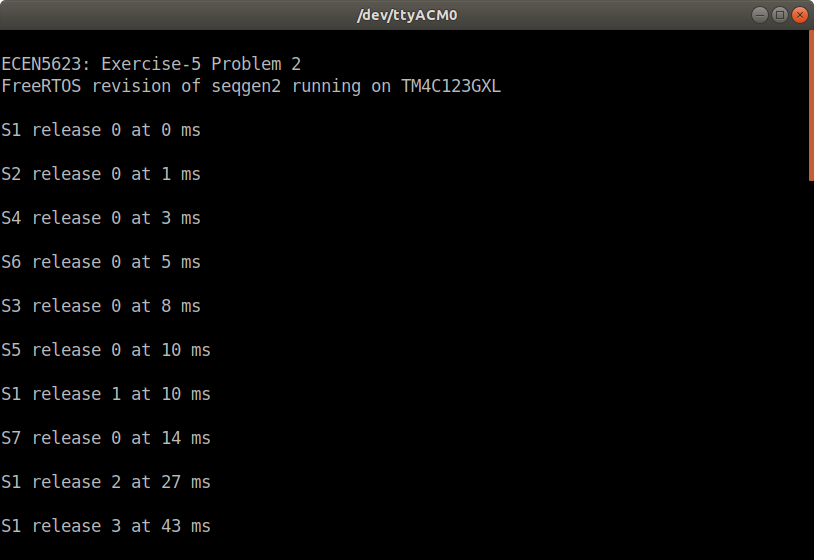 /dev/ttyACM0
ECEN5623: Exercise-5 Problem 2
FreeRTOS revision of seqgen2 running on TM4C123GXL
S1 release 0 at 0 ms
S2 release 0 at 1 ms
S4 release 0 at 3 ms
S6 release 0 at 5 ms
S3 release 0 at 8 ms
S5 release 0 at 10 ms
S1 release 1 at 10 ms
S7 release 0 at 14 ms
S1 release 2 at 27 ms
S1 release 3 at 43 ms